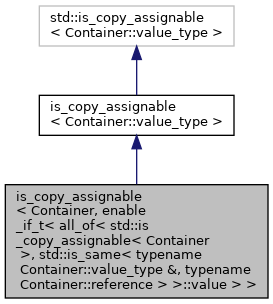 std::is_copy_assignable
< Container::value_type >
is_copy_assignable
< Container::value_type >
is_copy_assignable
< Container, enable
_if_t< all_of< std::is
_copy_assignable< Container
>, std::is_same< typename
Container::value_type &, typename
Container::reference > >::value > >